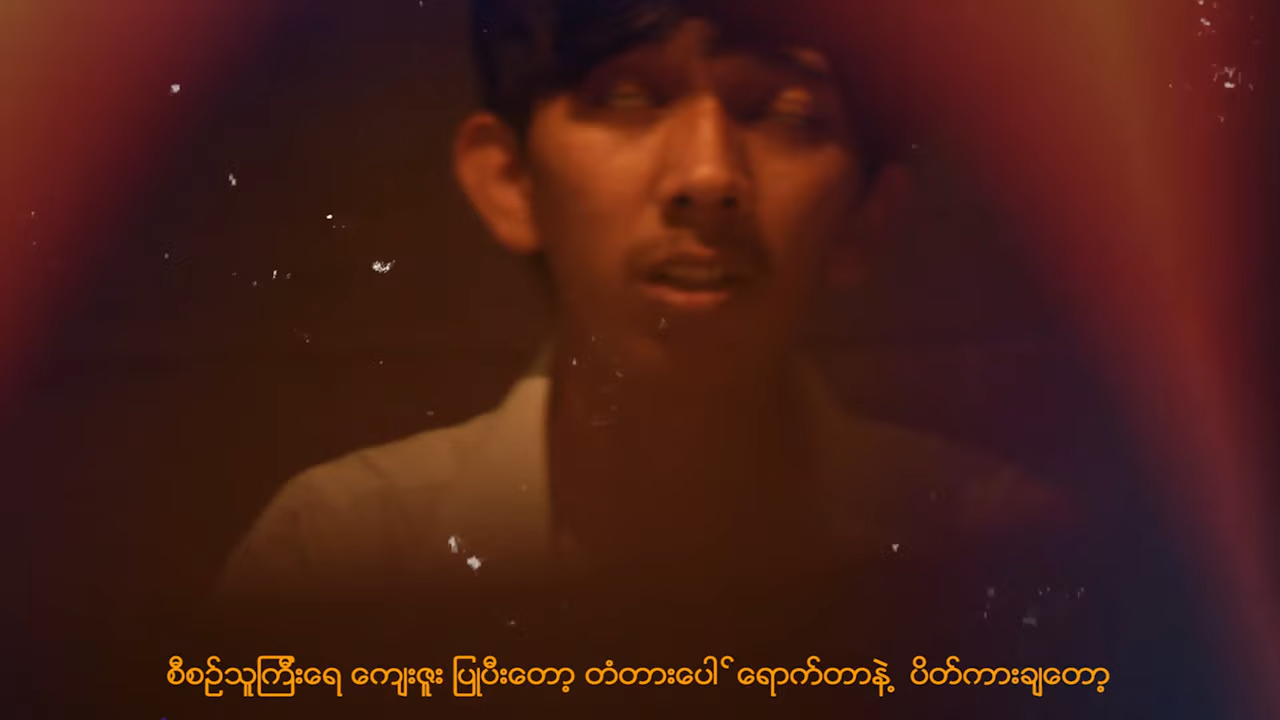 စီစဉ်သူကြီးရေ ကျေးဇူး ပြုပြီးတော့ တံတားပေါ်် ရောက်တာနဲ့ ပိတ်ကားချတော့